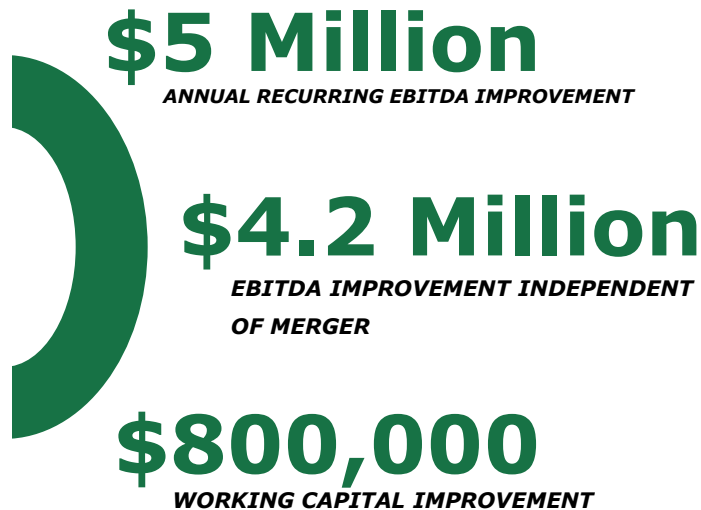 $5 Million
ANNUAL RECURRING EBITDA IMPROVEMENT
$4.2 Million
EBITDA IMPROVEMENT INDEPENDENT
OF MERGER
$800,000
WORKING CAPITAL IMPROVEMENT